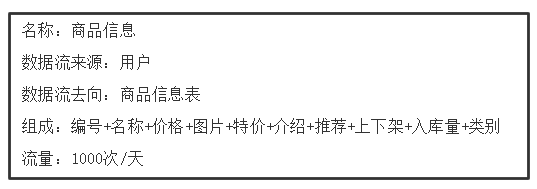 名称：商品信息
数据流来源：用户
数据流去向：商品信息表
组成：编号+名称+价格+图片+特价+介绍+推荐+上下架+入库量+类别
流量：1000次/天